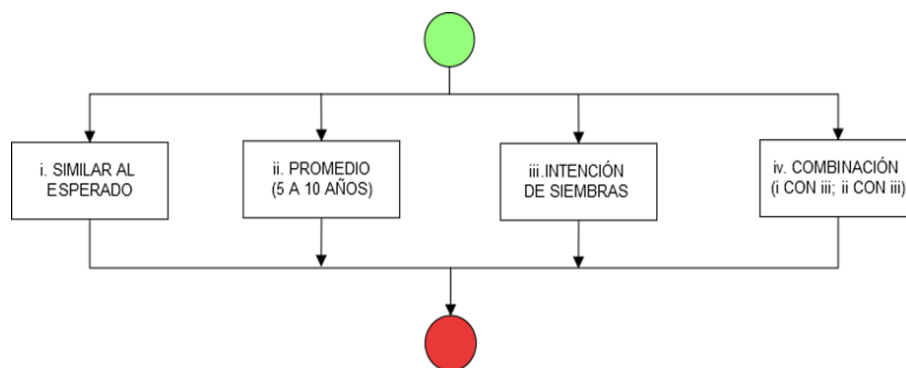 i. SIMILAR AL
ESPERADO
ii. PROMEDIO
(5 A 10 AÑOS)
iii.INTENCIÓN
DE SIEMBRAS
iv. COMBINACIÓN
(i CON iii; ii CON iii)